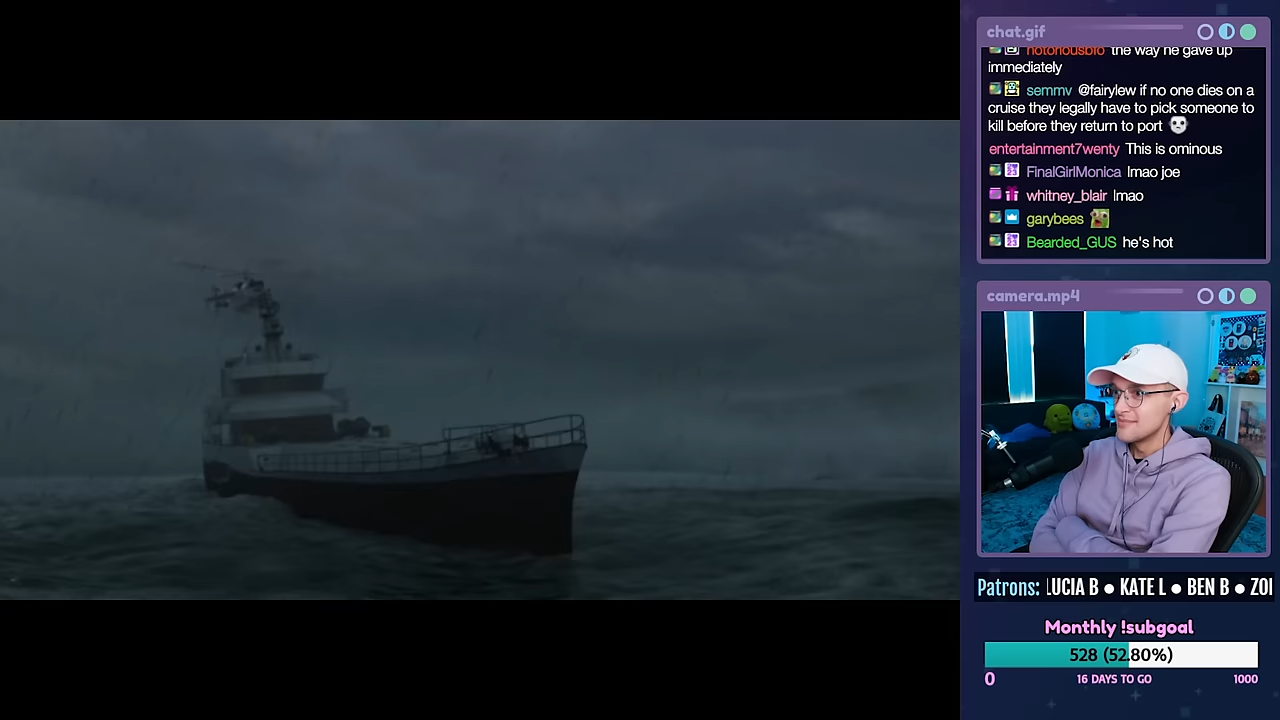 chat.gif
notoriousbfo the way he gave up
immediately
semmv @fairylew if no one dies on a
cruise they legally have to pick someone to
kill before they return to port
entertainment7wenty This is ominous
FinalGirlMonica lmao joe
whitney_blair lmao
garybees
Bearded_GUS he's hot
camera.mp4
Patrons: LUCIA B ● KATE L ● BEN B ● ZOI
Monthly !subgoal
528 (52.80%)
0 16 DAYS TO GO 1000